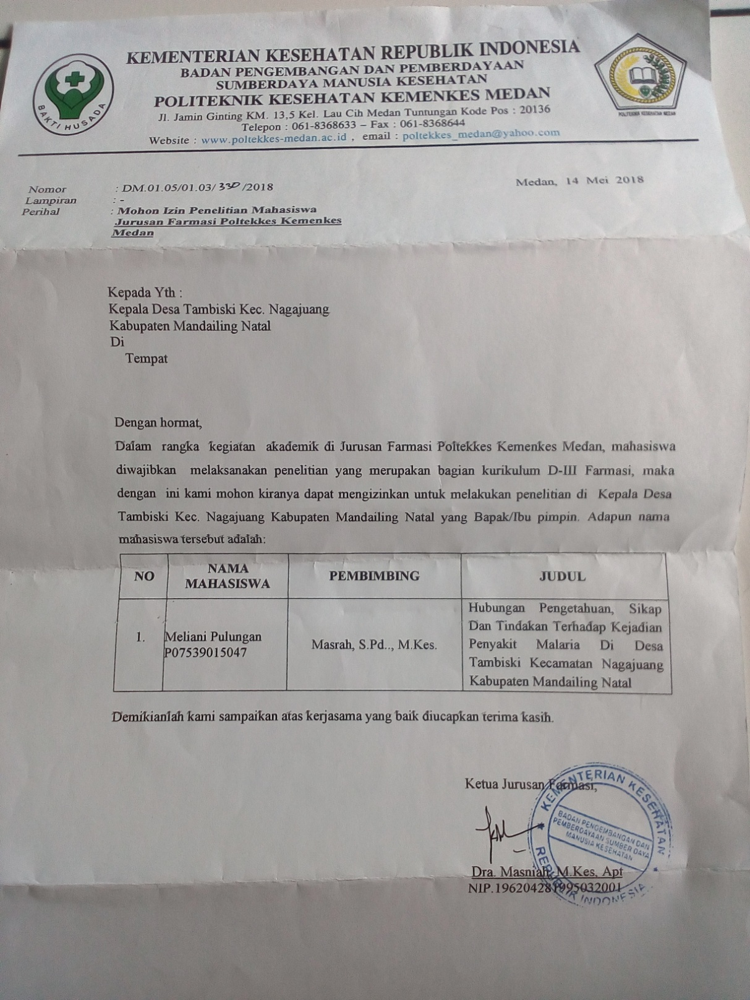 KEMENTERIAN KESEHATAN REPUBLIK INDONESIA
BADAN PENGEMBANGAN DAN PEMBERDAYAAN
SUMBERDAYA MANUSIA KESEHATAN
POLITEKNIK KESEHATAN KEMENKES MEDAN
Jl. Jamin Ginting KM. 13,5 Kel. Lau Cih Medan Tuntungan Kode Pos : 20136
Telepon : 061-8368633 – Fax : 061-8368644
Website : www.poltekkes-medan.ac.id , email : poltekkes_medan@yahoo.com
BAKTI HUSADA
POLITEKNIK KESEHATAN MEDAN
Nomor : DM.01.05/01.03/330/2018
Medan, 14 Mei 2018
Lampiran : -
Perihal : Mohon Izin Penelitian Mahasiswa
Jurusan Farmasi Poltekkes Kemenkes
Medan
Kepada Yth :
Kepala Desa Tambiski Kec. Nagajuang
Kabupaten Mandailing Natal
Di
Tempat
Dengan hormat,
Dalam rangka kegiatan akademik di Jurusan Farmasi Poltekkes Kemenkes Medan, mahasiswa
diwajibkan melaksanakan penelitian yang merupakan bagian kurikulum D-III Farmasi, maka
dengan ini kami mohon kiranya dapat mengizinkan untuk melakukan penelitian di Kepala Desa
Tambiski Kec. Nagajuang Kabupaten Mandailing Natal yang Bapak/Ibu pimpin. Adapun nama
mahasiswa tersebut adalah:
NO
NAMA
MAHASISWA
PEMBIMBING
JUDUL
1.
Meliani Pulungan
P07539015047
Masrah, S.Pd.., M.Kes.
Hubungan Pengetahuan, Sikap
Dan Tindakan Terhadap Kejadian
Penyakit Malaria Di Desa
Tambiski Kecamatan Nagajuang
Kabupaten Mandailing Natal
Demikianlah kami sampaikan atas kerjasama yang baik diucapkan terima kasih.
Ketua Jurusan Farmasi,
KEMENTERIAN KESEHATAN
BADAN PENGEMBANGAN DAN
PEMBERDAYAAN SUMBER DAYA
MANUSIA KESEHATAN
REPUBLIK INDONESIA
Dra. Masniah, M.Kes, Apt
NIP.196204281995032001